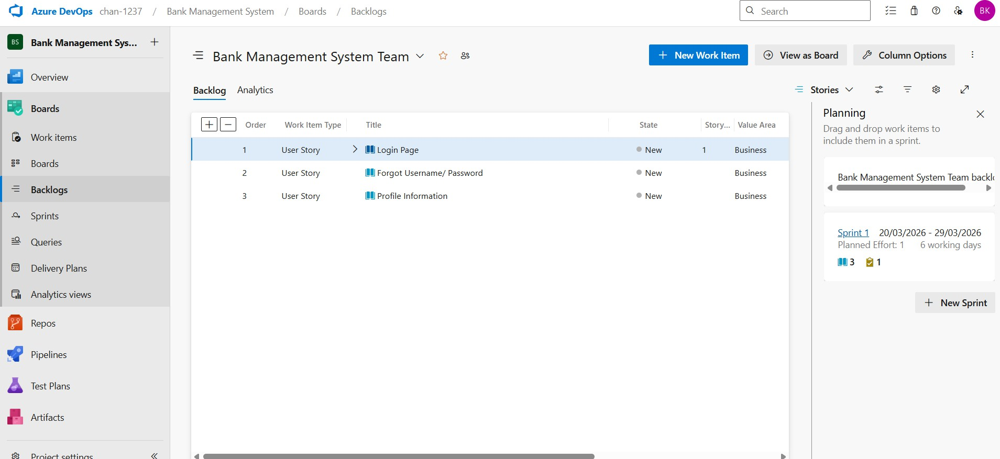 Azure DevOps chan-1237 / Bank Management System / Boards / Backlogs Search BK
BS Bank Management Sys...
Overview
Boards
Work items
Boards
Backlogs
Sprints
Queries
Delivery Plans
Analytics views
Repos
Pipelines
Test Plans
Artifacts
Project settings
Bank Management System Team
New Work Item View as Board Column Options
Backlog Analytics
Stories
Order Work Item Type Title State Story... Value Area
1 User Story Login Page New 1 Business
2 User Story Forgot Username/ Password New Business
3 User Story Profile Information New Business
Planning
Drag and drop work items to
include them in a sprint.
Bank Management System Team backlo
Sprint 1 20/03/2026 - 29/03/2026
Planned Effort: 1 6 working days
3 1
New Sprint